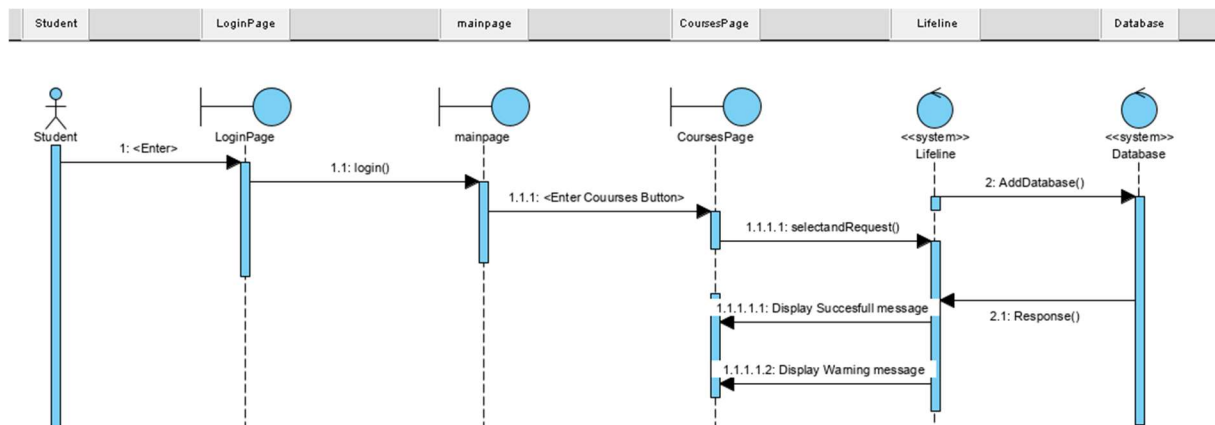 Student
LoginPage
mainpage
CoursesPage
Lifeline
Database
Student
LoginPage
mainpage
CoursesPage
<<system>>
Lifeline
<<system>>
Database
1: <Enter>
1.1: login()
2: AddDatabase()
1.1.1: <Enter Couurses Button>
1.1.1.1: selectandRequest()
1.1.1.1.1: Display Succesfull message
2.1: Response()
1.1.1.1.2: Display Warning message